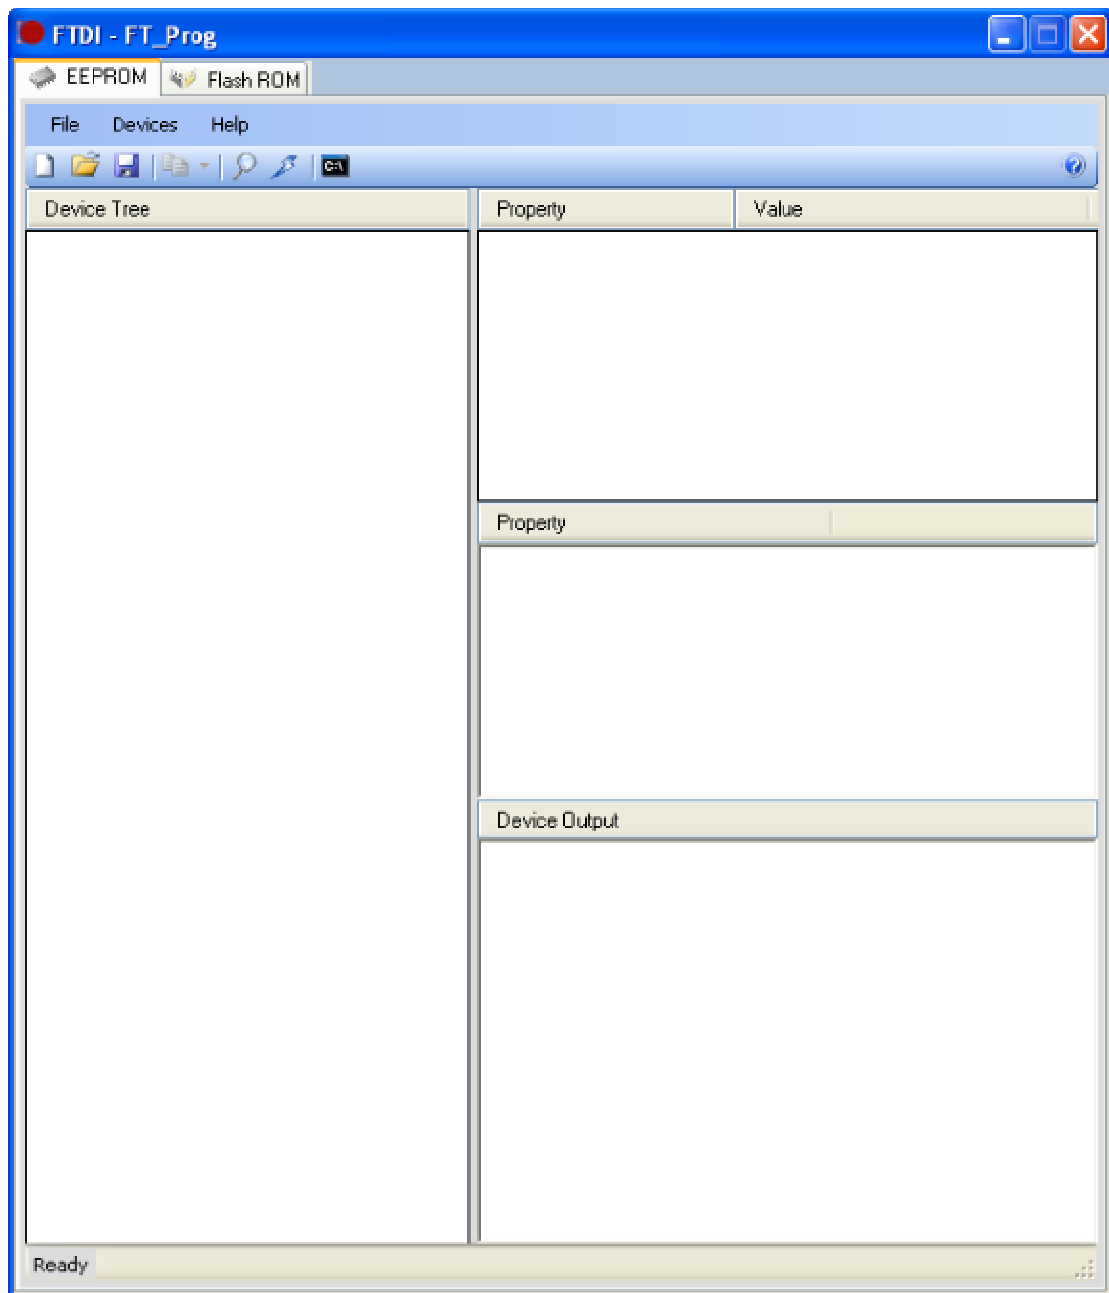 FTDI - FT_Prog
EEPROM Flash ROM
File Devices Help
C:\
Device Tree Property Value
Property
Device Output
Ready